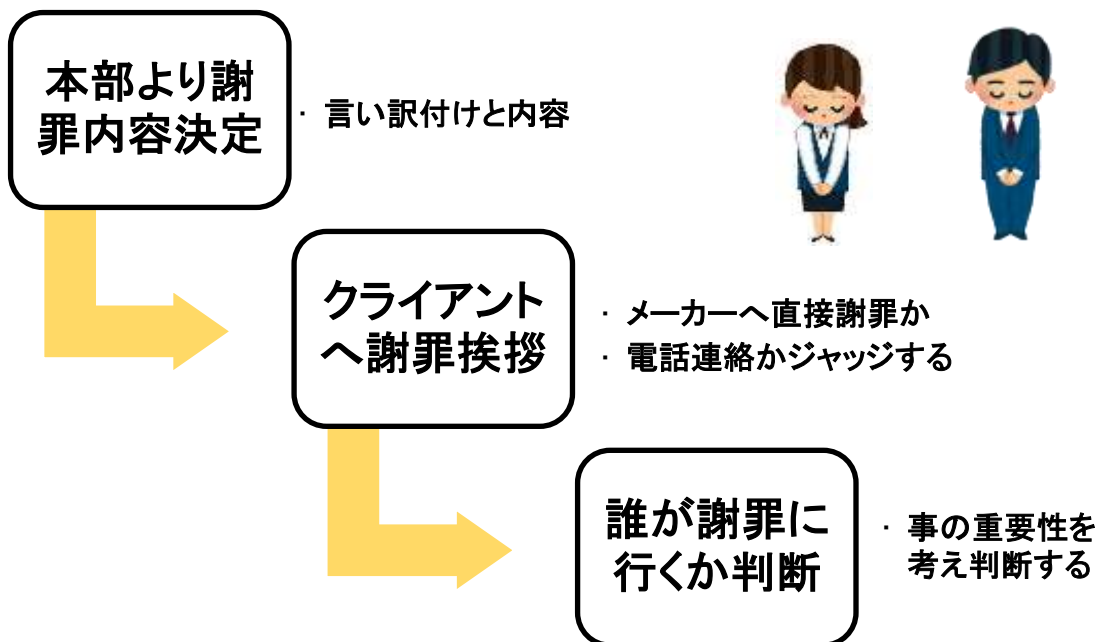 本部より謝
罪内容決定
・ 言い訳付けと内容
クライアント
へ謝罪挨拶
・ メーカーへ直接謝罪か
・ 電話連絡かジャッジする
誰が謝罪に
行くか判断
・ 事の重要性を
考え判断する